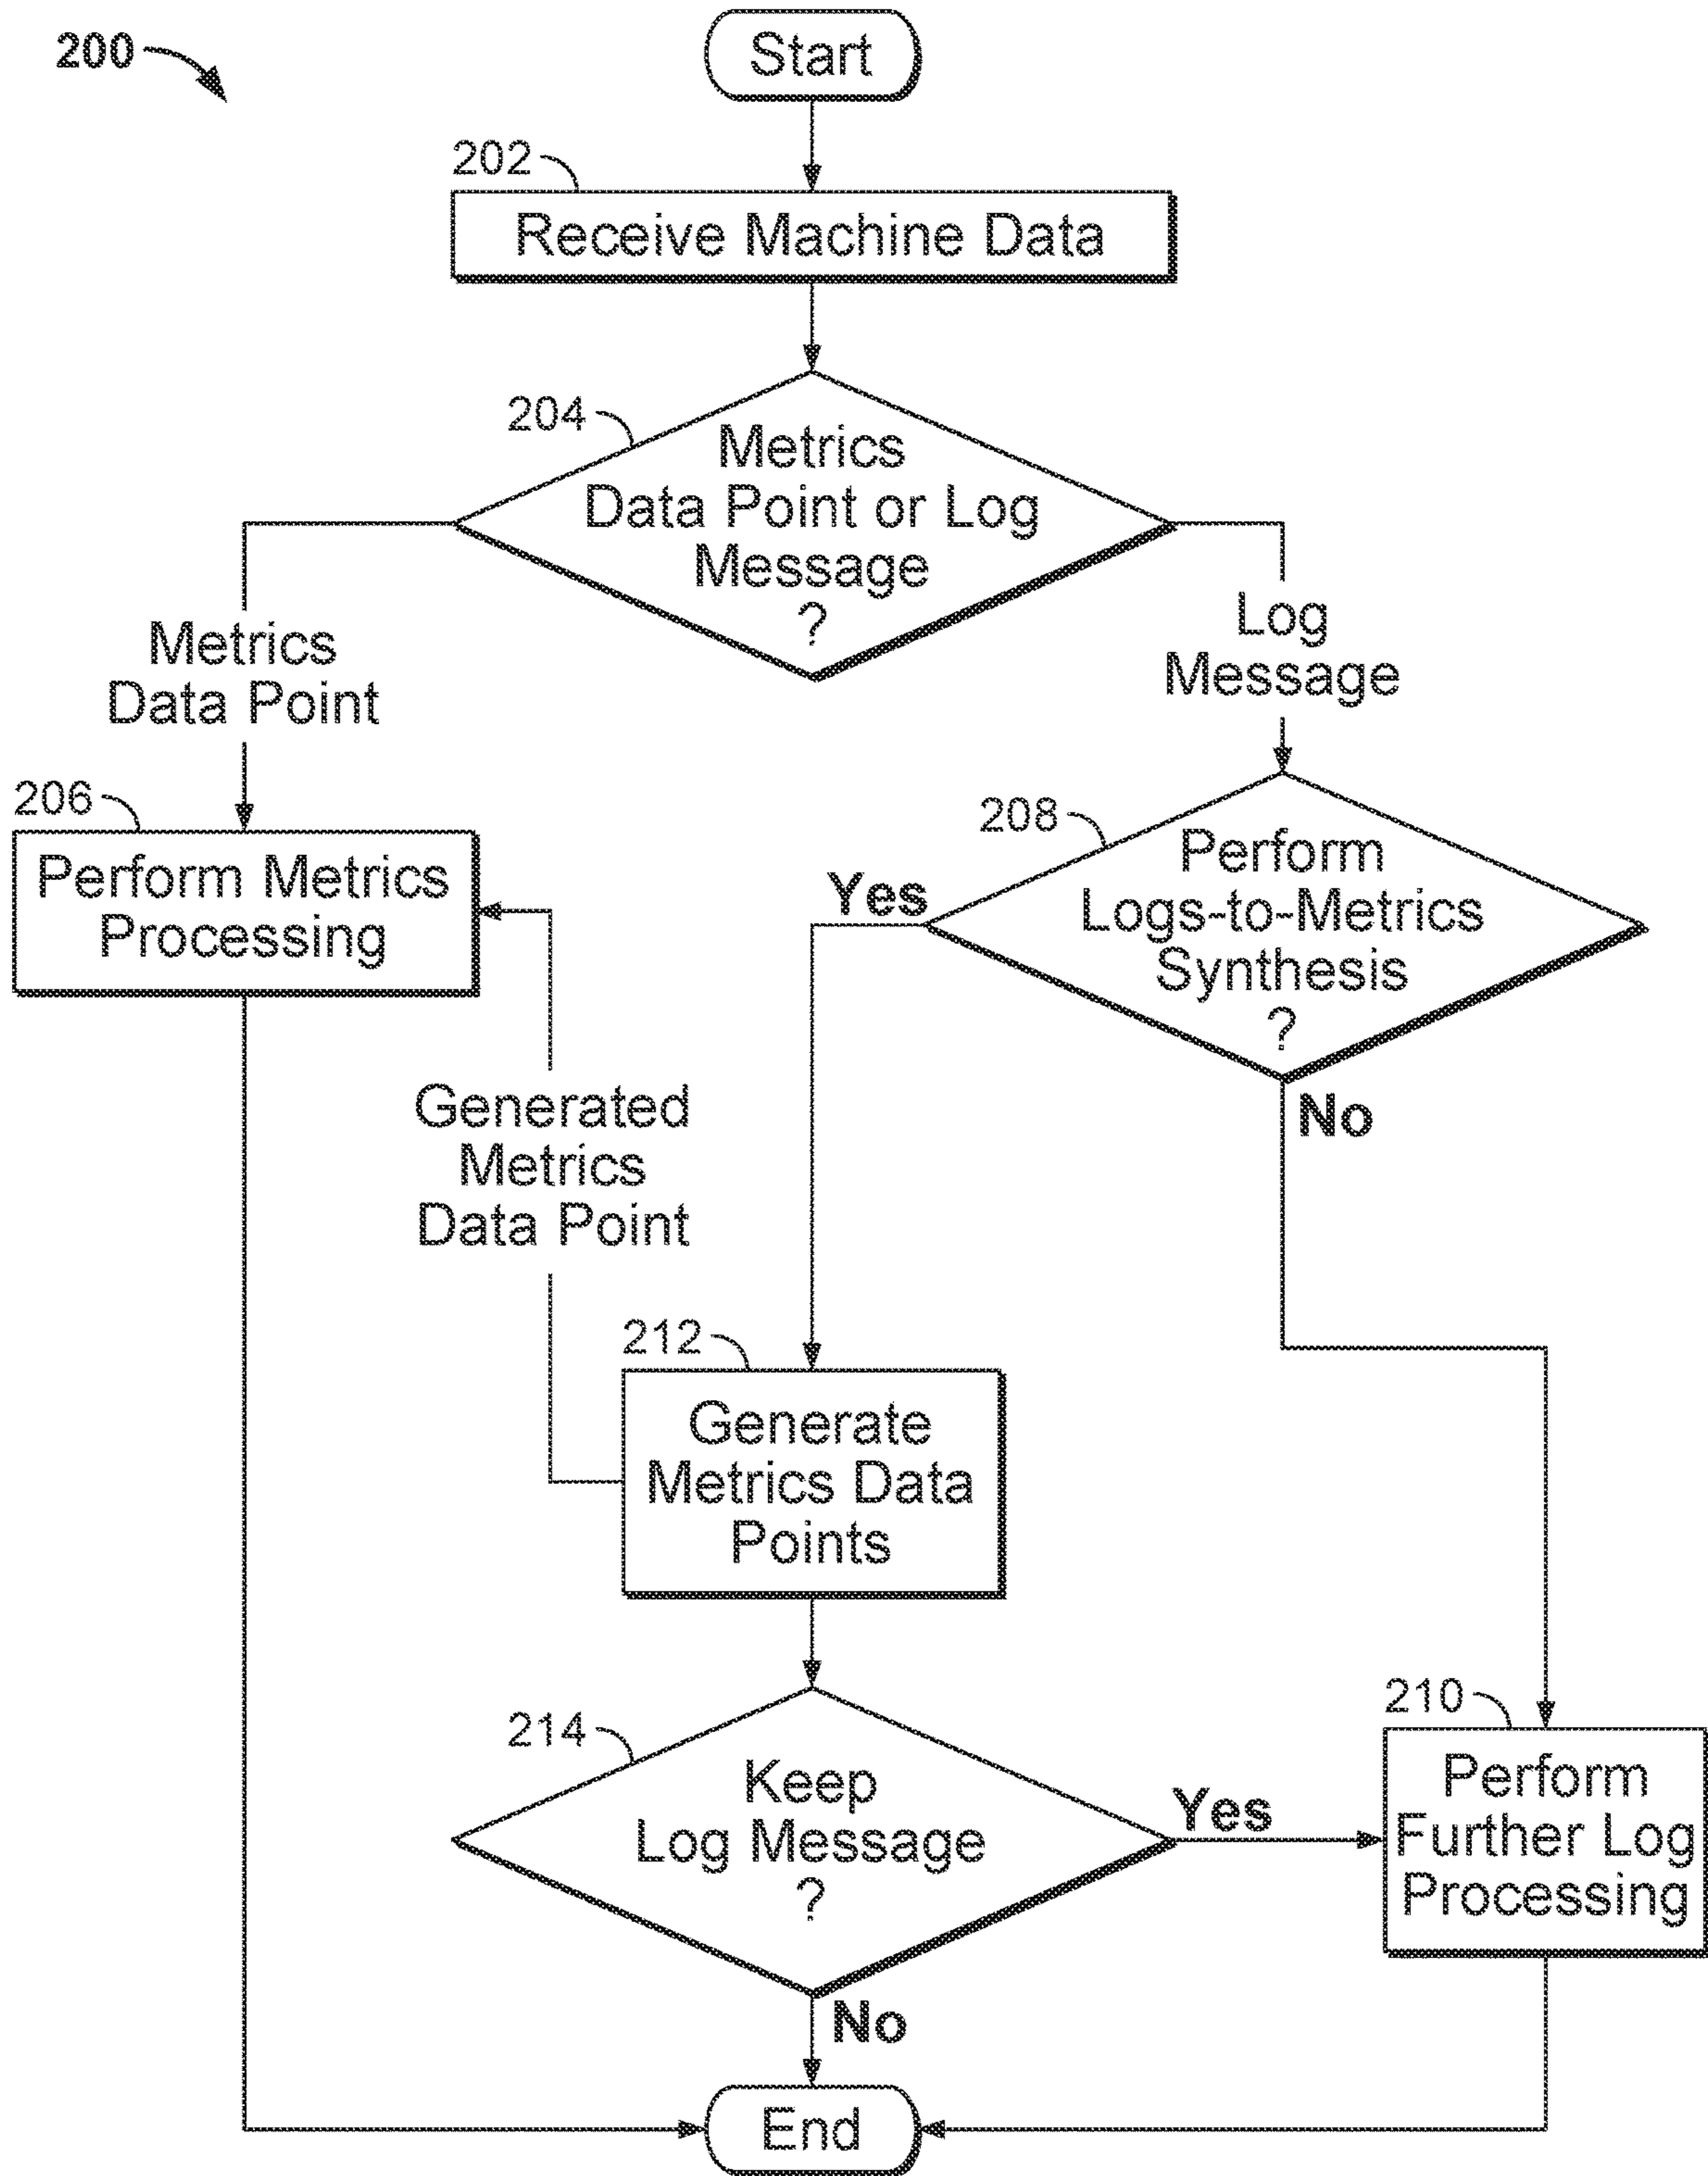 200
Start
202
Receive Machine Data
204
Metrics
Data Point or Log
Message
?
Metrics
Data Point
Log
Message
206
Perform Metrics
Processing
208
Perform
Logs-to-Metrics
Synthesis
?
Yes
No
Generated
Metrics
Data Point
212
Generate
Metrics Data
Points
214
Keep
Log Message
?
Yes
No
210
Perform
Further Log
Processing
End